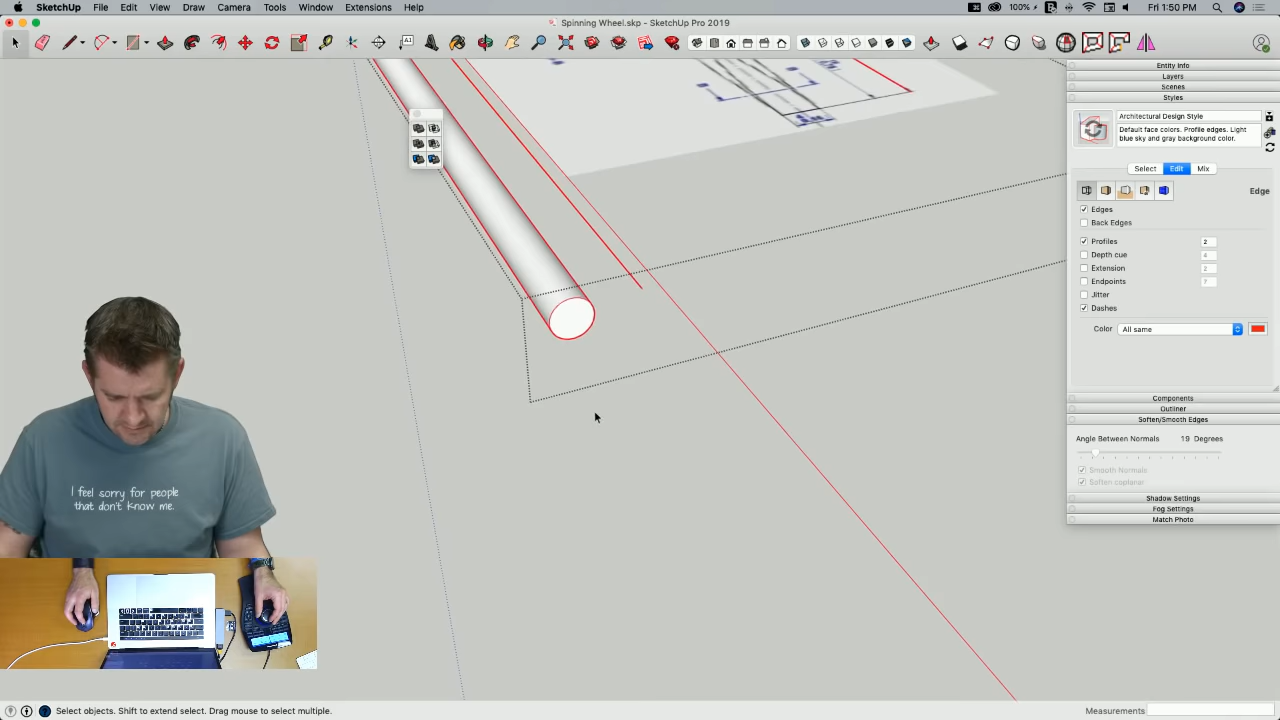 SketchUp File Edit View Draw Camera Tools Window Extensions Help
100% Fri 1:50 PM
Spinning Wheel.skp - SketchUp Pro 2019
Entity Info
Layers
Scenes
Styles
Architectural Design Style
Default face colors. Profile edges. Light
blue sky and gray background color.
Select Edit Mix
Edge
Edges
Back Edges
Profiles 2
Depth cue 4
Extension 2
Endpoints 7
Jitter
Dashes
Color All same
Components
Outliner
Soften/Smooth Edges
Angle Between Normals 19 Degrees
Smooth Normals
Soften coplanar
Shadow Settings
Fog Settings
Match Photo
I feel sorry for people
that don't know me.
Select objects. Shift to extend select. Drag mouse to select multiple.
Measurements